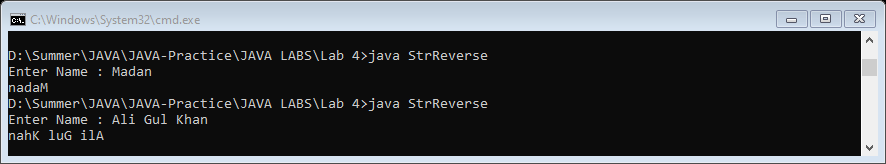 C:\Windows\System32\cmd.exe
D:\Summer\JAVA\JAVA-Practice\JAVA LABS\Lab 4>java StrReverse
Enter Name : Madan
nadaM
D:\Summer\JAVA\JAVA-Practice\JAVA LABS\Lab 4>java StrReverse
Enter Name : Ali Gul Khan
nahK luG ilA